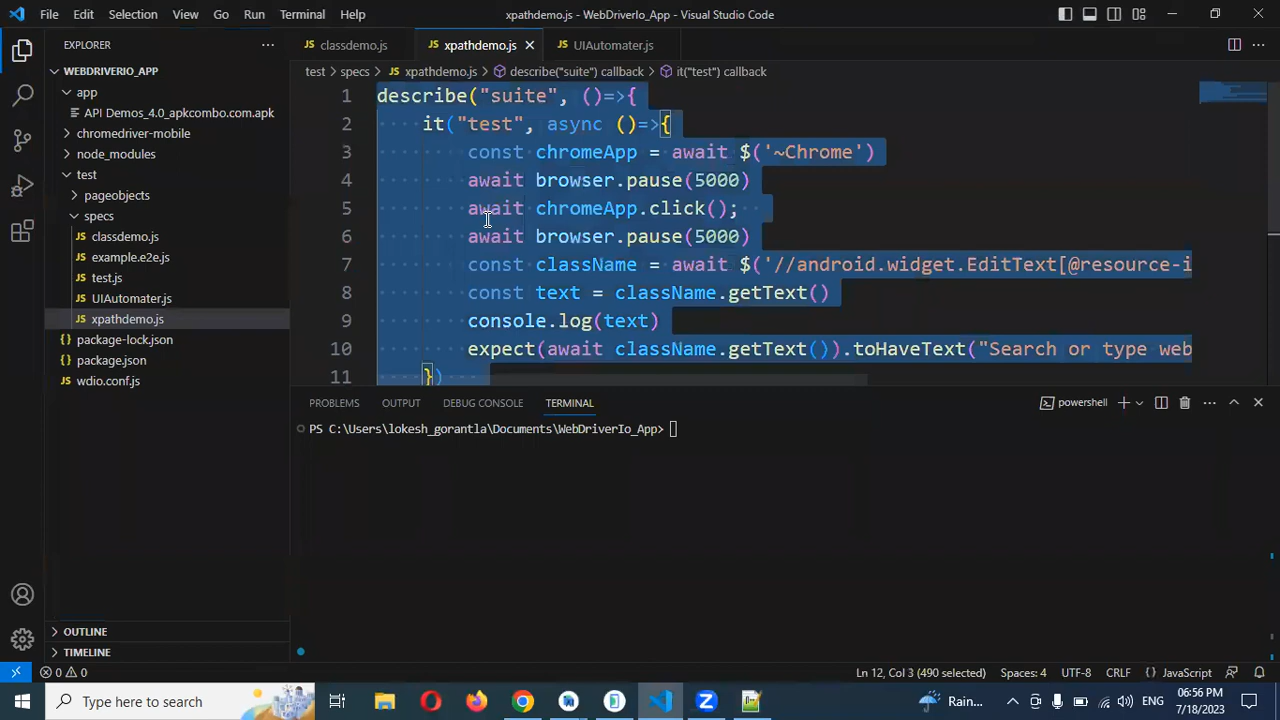 File Edit Selection View Go Run Terminal Help
xpathdemo.js - WebDriverIo_App - Visual Studio Code
EXPLORER
classdemo.js
xpathdemo.js
UIAutomater.js
WEBDRIVERIO_APP
app
API Demos_4.0_apkcombo.com.apk
chromedriver-mobile
node_modules
test
pageobjects
specs
classdemo.js
example.e2e.js
test.js
UIAutomater.js
xpathdemo.js
package-lock.json
package.json
wdio.conf.js
OUTLINE
TIMELINE
test > specs > xpathdemo.js > describe("suite") callback > it("test") callback
1 describe("suite", ()=>{
2 it("test", async ()=>{
3 const chromeApp = await $('~Chrome')
4 await browser.pause(5000)
5 await chromeApp.click();
6 await browser.pause(5000)
7 const className = await $('//android.widget.EditText[@resource-i
8 const text = className.getText()
9 console.log(text)
10 expect(await className.getText()).toHaveText("Search or type web
11 })
PROBLEMS OUTPUT DEBUG CONSOLE TERMINAL
powershell
PS C:\Users\lokesh_gorantla\Documents\WebDriverIo_App>
0 0
Ln 12, Col 3 (490 selected) Spaces: 4 UTF-8 CRLF JavaScript
Type here to search
Rain...
06:56 PM
7/18/2023